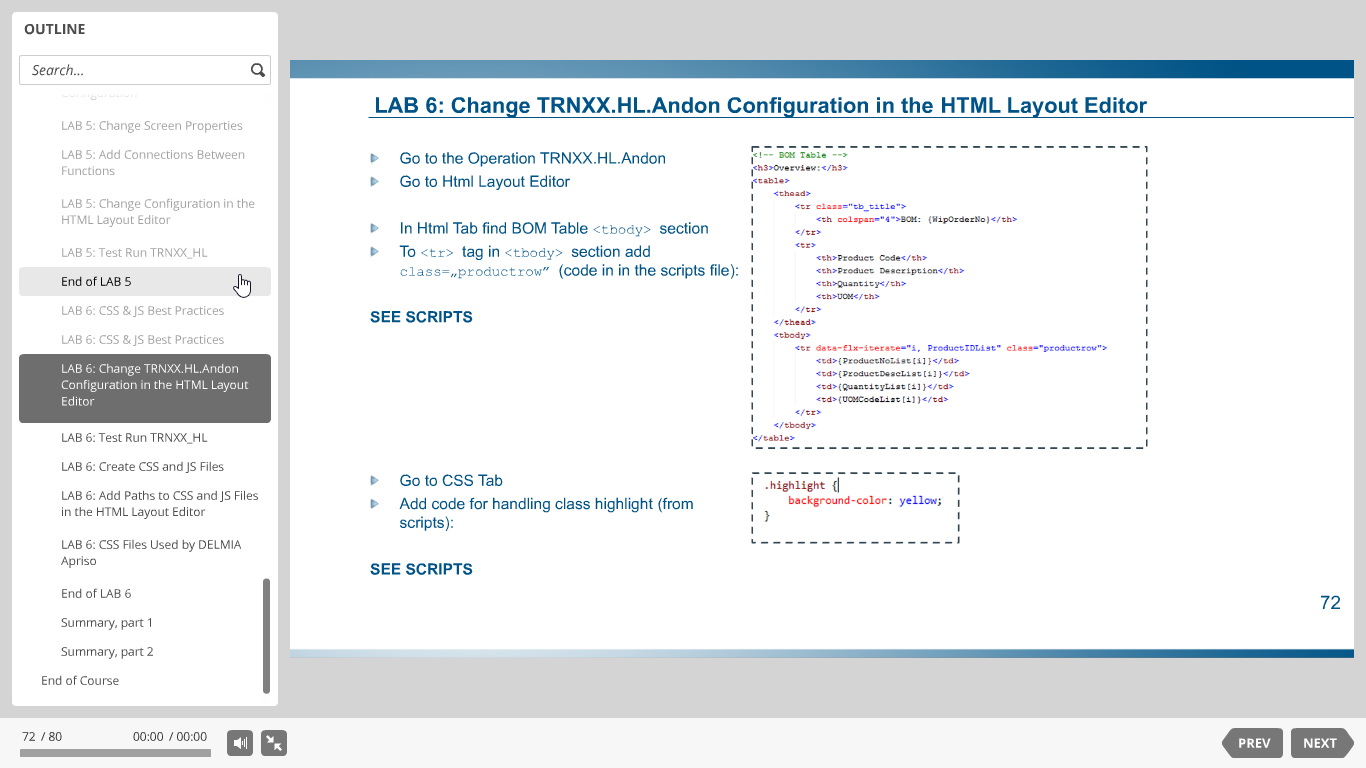 OUTLINE
Search...
Configuration
LAB 5: Change Screen Properties
LAB 5: Add Connections Between
Functions
LAB 5: Change Configuration in the
HTML Layout Editor
LAB 5: Test Run TRNXX_HL
End of LAB 5
LAB 6: CSS & JS Best Practices
LAB 6: CSS & JS Best Practices
LAB 6: Change TRNXX.HL.Andon
Configuration in the HTML Layout
Editor
LAB 6: Test Run TRNXX_HL
LAB 6: Create CSS and JS Files
LAB 6: Add Paths to CSS and JS Files
in the HTML Layout Editor
LAB 6: CSS Files Used by DELMIA
Apriso
End of LAB 6
Summary, part 1
Summary, part 2
End of Course
LAB 6: Change TRNXX.HL.Andon Configuration in the HTML Layout Editor
Go to the Operation TRNXX.HL.Andon
Go to Html Layout Editor
In Html Tab find BOM Table <tbody> section
To <tr> tag in <tbody> section add
class=„productrow” (code in in the scripts file):
SEE SCRIPTS
<!-- BOM Table -->
<h3>Overview:</h3>
<table>
<thead>
<tr class="tb_title">
<th colspan="4">BOM: {WipOrderNo}</th>
</tr>
<tr>
<th>Product Code</th>
<th>Product Description</th>
<th>Quantity</th>
<th>UOM</th>
</tr>
</thead>
<tbody>
<tr data-flx-iterate="i, ProductIDList" class="productrow">
<td>{ProductNoList[i]}</td>
<td>{ProductDescList[i]}</td>
<td>{QuantityList[i]}</td>
<td>{UOMCodeList[i]}</td>
</tr>
</tbody>
</table>
Go to CSS Tab
Add code for handling class highlight (from
scripts):
SEE SCRIPTS
.highlight {
background-color: yellow;
}
72
72 / 80
00:00 / 00:00
PREV
NEXT